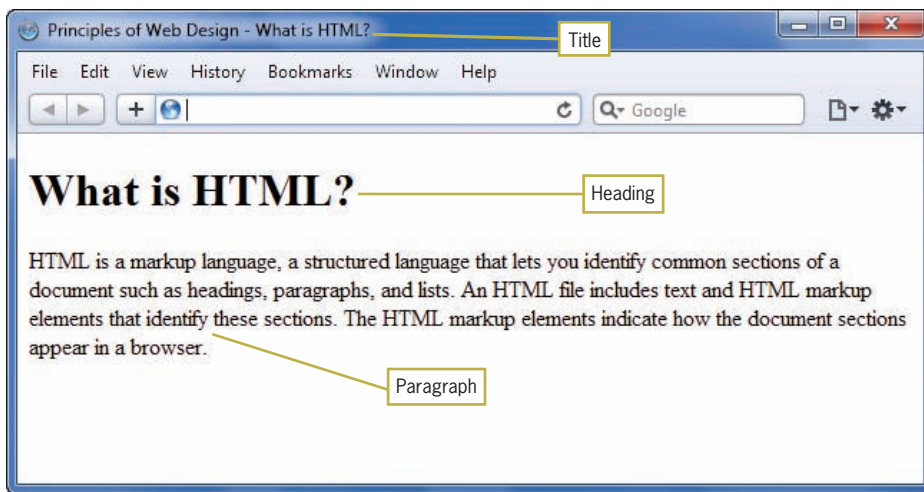 Principles of Web Design - What is HTML?
Title
File Edit View History Bookmarks Window Help
Google
What is HTML?
Heading
HTML is a markup language, a structured language that lets you identify common sections of a
document such as headings, paragraphs, and lists. An HTML file includes text and HTML markup
elements that identify these sections. The HTML markup elements indicate how the document sections
appear in a browser.
Paragraph